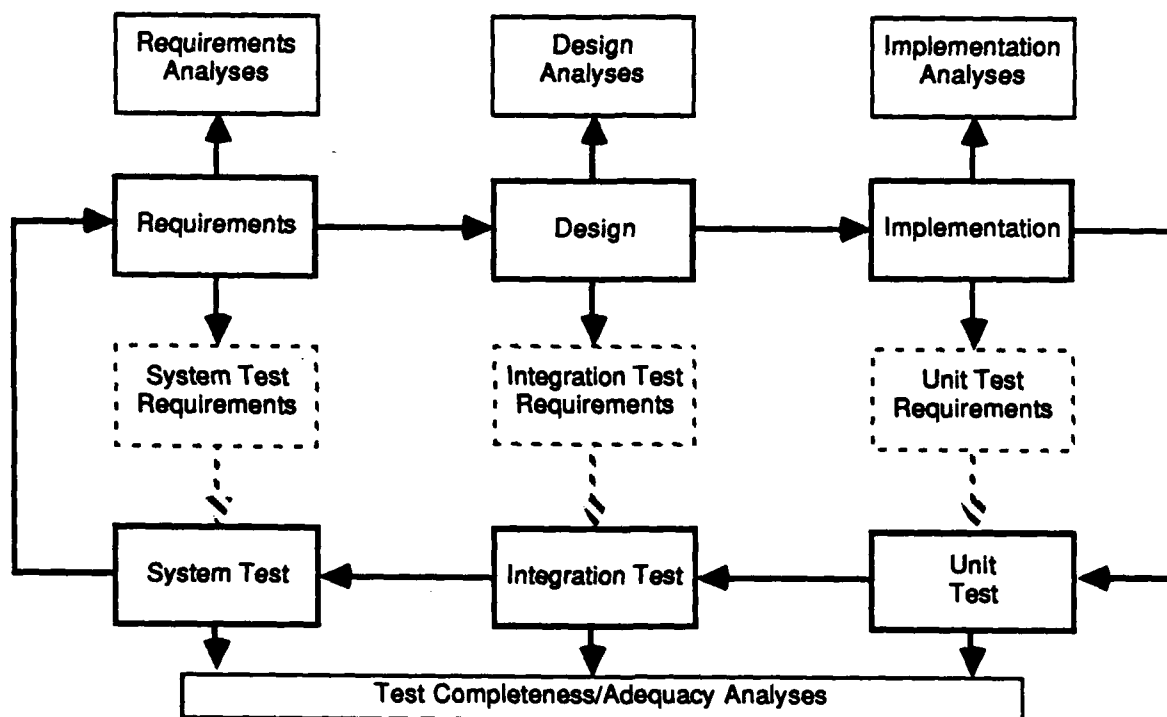 Requirements
Analyses
Design
Analyses
Implementation
Analyses
Requirements
Design
Implementation
System Test
Requirements
Integration Test
Requirements
Unit Test
Requirements
System Test
Integration Test
Unit
Test
Test Completeness/Adequacy Analyses